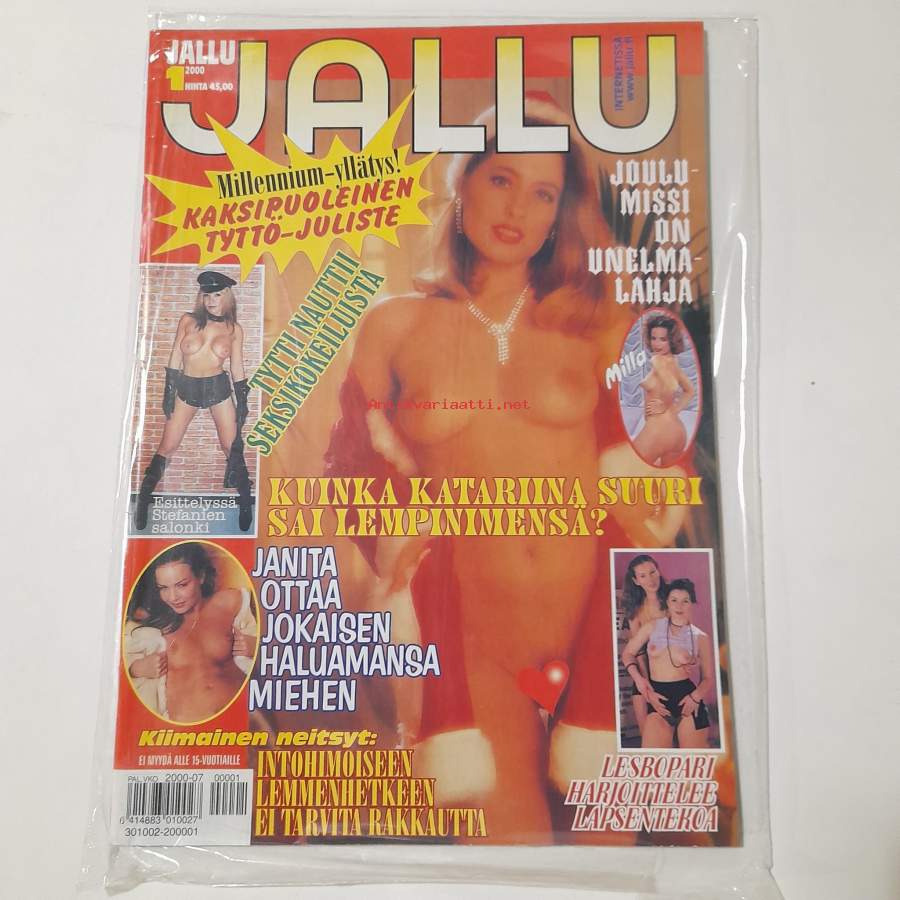 JALLU
1 2000
HINTA 45,00
JALLU
INTERNETISSÄ
www.jallu.fi
Millennium-yllätys!
KAKSIPUOLEINEN
TYTTÖ-JULISTE
JOULU-
MISSI
ON
UNELMA-
LAHJA
TYTTI NAUTTII
SEKSIKOKEILUISTA
Milla
Antikvariaatti.net
Esittelyssä
Stefanien
salonki
KUINKA KATARIINA SUURI
SAI LEMPINIMENSÄ?
JANITA
OTTAA
JOKAISEN
HALUAMANSA
MIEHEN
Kiimainen neitsyt:
EI MYYDÄ ALLE 15-VUOTIAILLE
INTOHIMOISEEN
LEMMENHETKEEN
EI TARVITA RAKKAUTTA
LESBOPARI
HARJOITTELEE
LAPSENTEKOA
PAL.VKO 2000-07 00001
6 414883 010027
301002-200001